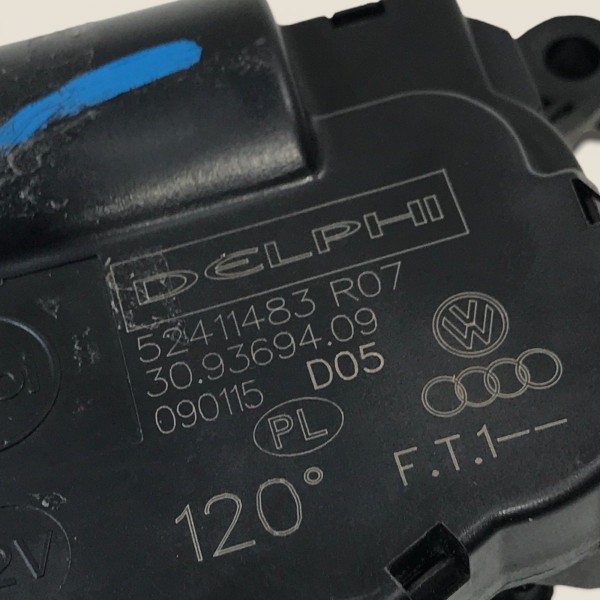 DELPHI
52411483 R07
30.93694.09
090115 D05
PL
120°
F.T.1--